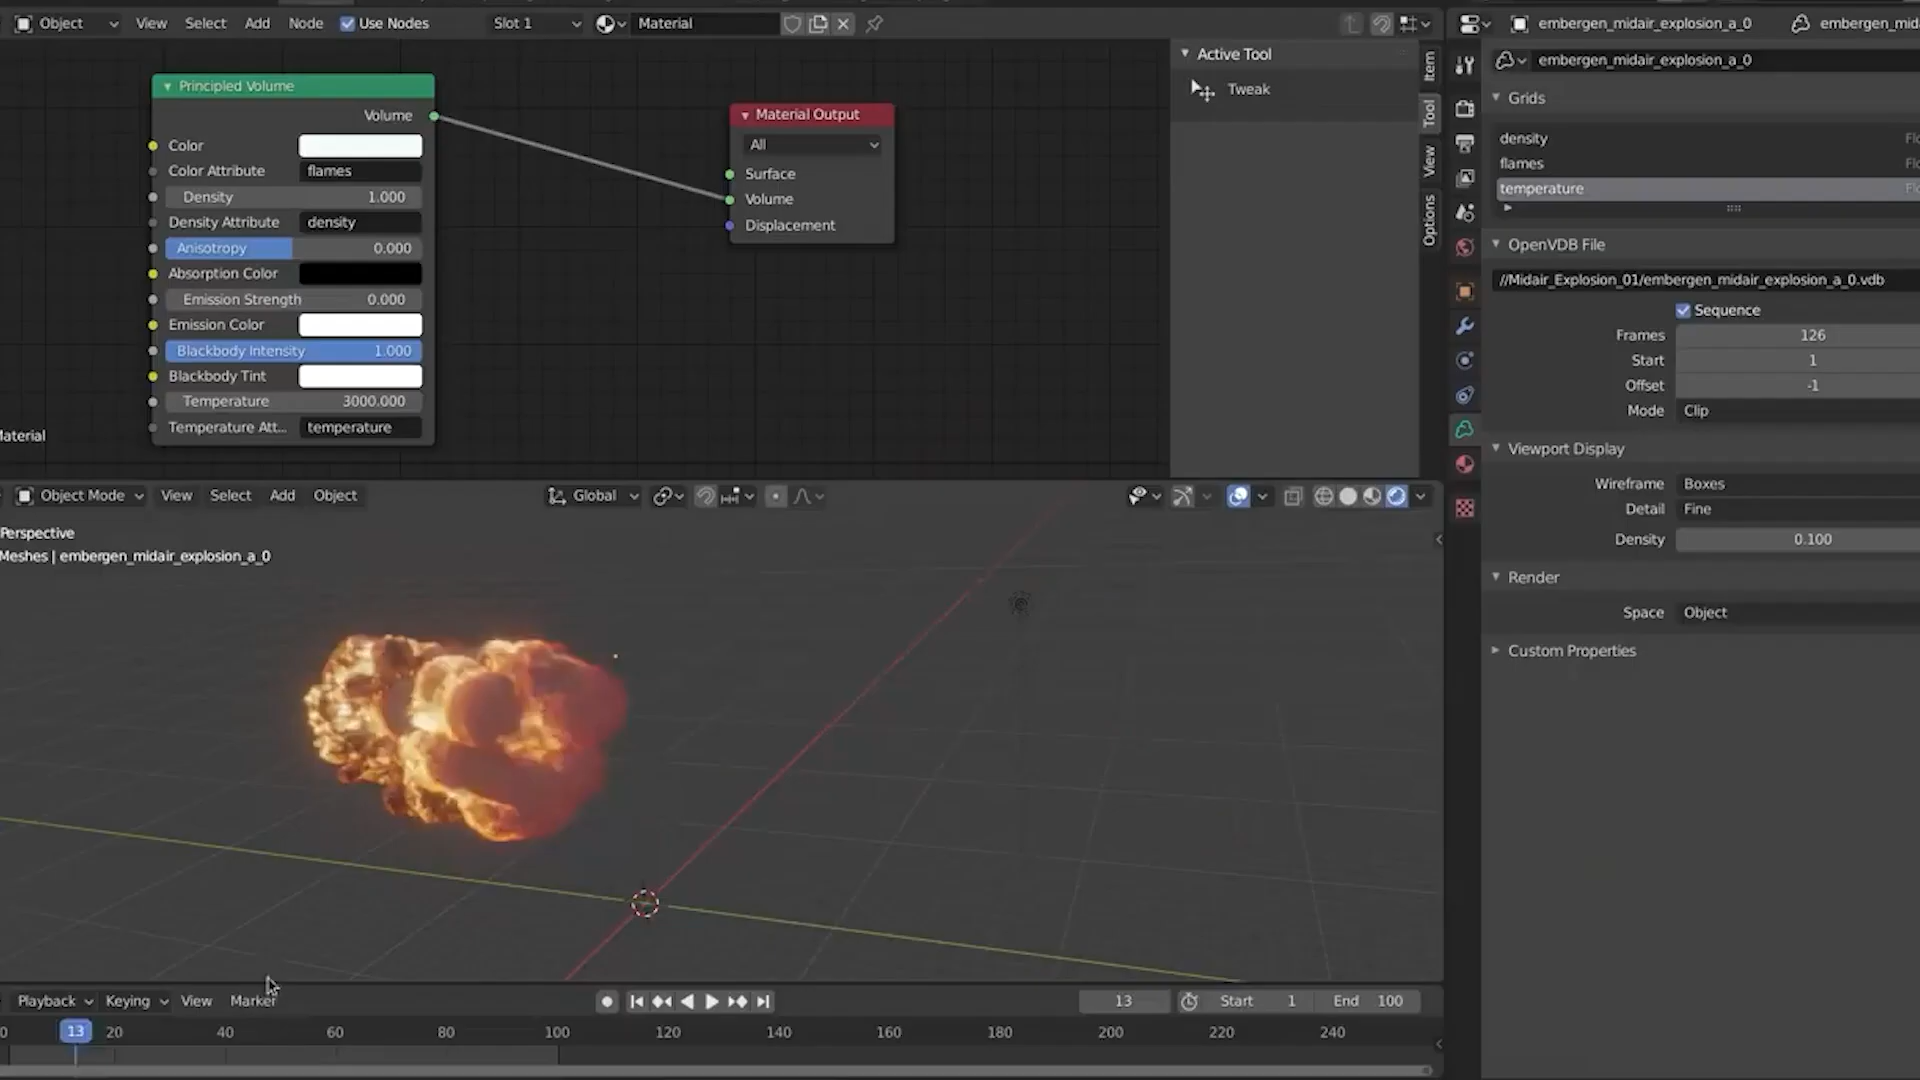 Object View Select Add Node Use Nodes Slot 1 Material
embergen_midair_explosion_a_0
Principled Volume
Volume
Color
Color Attribute flames
Density 1.000
Density Attribute density
Anisotropy 0.000
Absorption Color
Emission Strength 0.000
Emission Color
Blackbody Intensity 1.000
Blackbody Tint
Temperature 3000.000
Temperature Att... temperature
Material Output
All
Surface
Volume
Displacement
Active Tool
Tweak
Item
Tool
View
Options
embergen_midair_explosion_a_0
Grids
density
flames
temperature
OpenVDB File
//Midair_Explosion_01/embergen_midair_explosion_a_0.vdb
Sequence
Frames 126
Start 1
Offset -1
Mode Clip
Viewport Display
Wireframe Boxes
Detail Fine
Density 0.100
Render
Space Object
Custom Properties
Object Mode View Select Add Object Global
Perspective
Meshes | embergen_midair_explosion_a_0
Playback Keying View Marker 13 Start 1 End 100
0 13 20 40 60 80 100 120 140 160 180 200 220 240